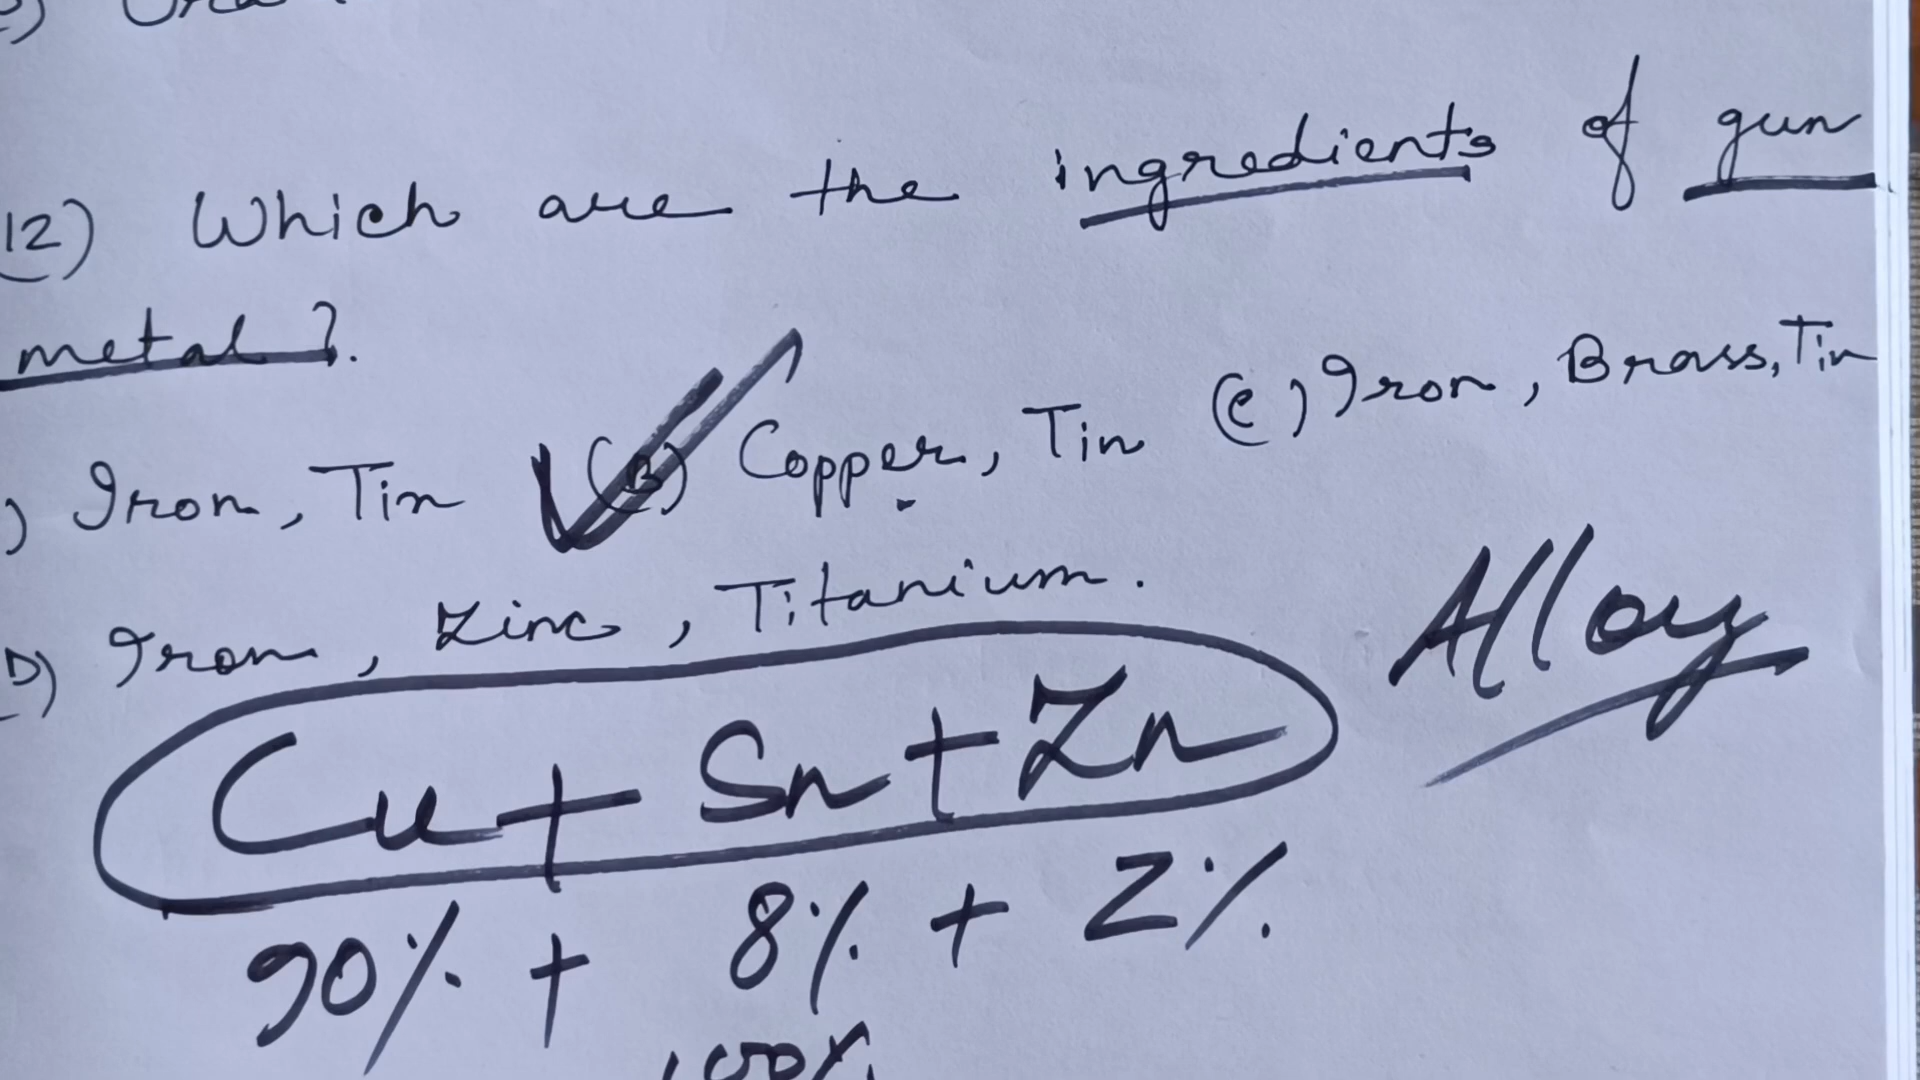 12) Which are the ingredients of gun
metal?
) Iron, Tin (B) Copper, Tin (C) Iron, Brass, Tin
D) Iron, Zinc, Titanium.
Alloy
Cu + Sn + Zn
90% + 8% + 2%
100%